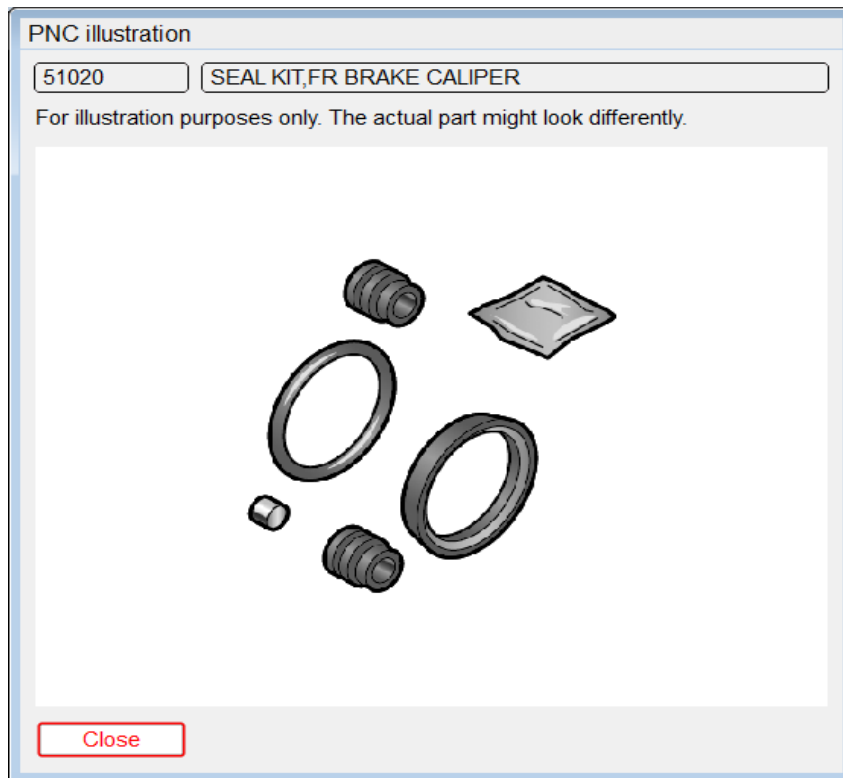 PNC illustration
51020 SEAL KIT,FR BRAKE CALIPER
For illustration purposes only. The actual part might look differently.
Close